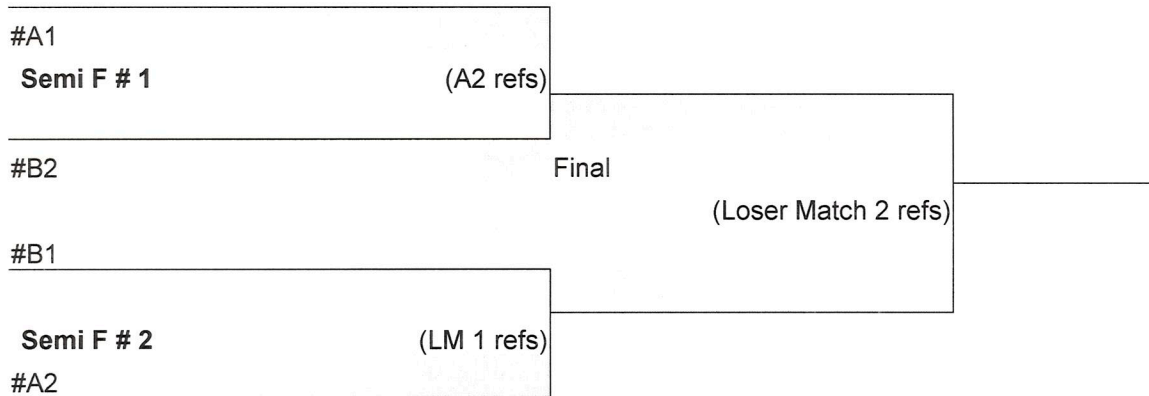 #A1
Semi F # 1 (A2 refs)
#B2 Final
(Loser Match 2 refs)
#B1
Semi F # 2 (LM 1 refs)
#A2